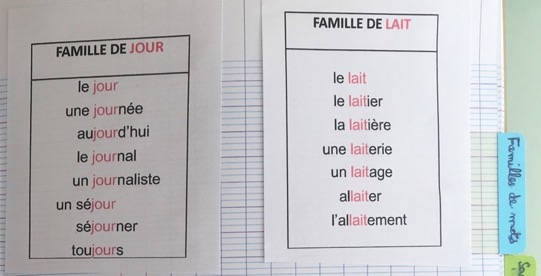 FAMILLE DE JOUR
le jour
une journée
aujourd'hui
le journal
un journaliste
un séjour
séjourner
toujours
FAMILLE DE LAIT
le lait
le laitier
la laitière
une laiterie
un laitage
allaiter
l'allaitement
Familles de mots